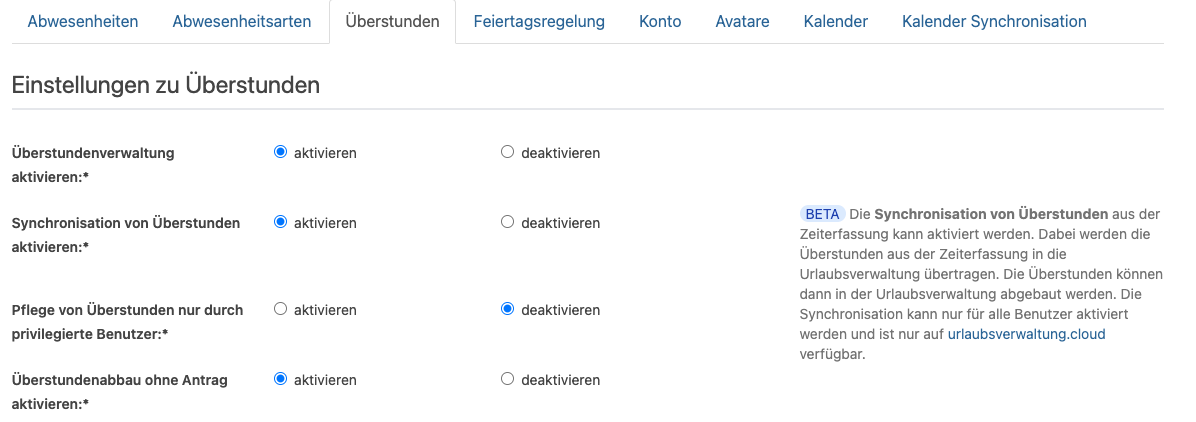 Abwesenheiten Abwesenheitsarten Überstunden Feiertagsregelung Konto Avatare Kalender Kalender Synchronisation
Einstellungen zu Überstunden
Überstundenverwaltung
aktivieren:*
aktivieren deaktivieren
Synchronisation von Überstunden
aktivieren:*
aktivieren deaktivieren
BETA Die Synchronisation von Überstunden aus der
Zeiterfassung kann aktiviert werden. Dabei werden die
Überstunden aus der Zeiterfassung in die
Urlaubsverwaltung übertragen. Die Überstunden können
dann in der Urlaubsverwaltung abgebaut werden. Die
Synchronisation kann nur für alle Benutzer aktiviert
werden und ist nur auf urlaubsverwaltung.cloud
verfügbar.
Pflege von Überstunden nur durch
privilegierte Benutzer:*
aktivieren deaktivieren
Überstundenabbau ohne Antrag
aktivieren:*
aktivieren deaktivieren